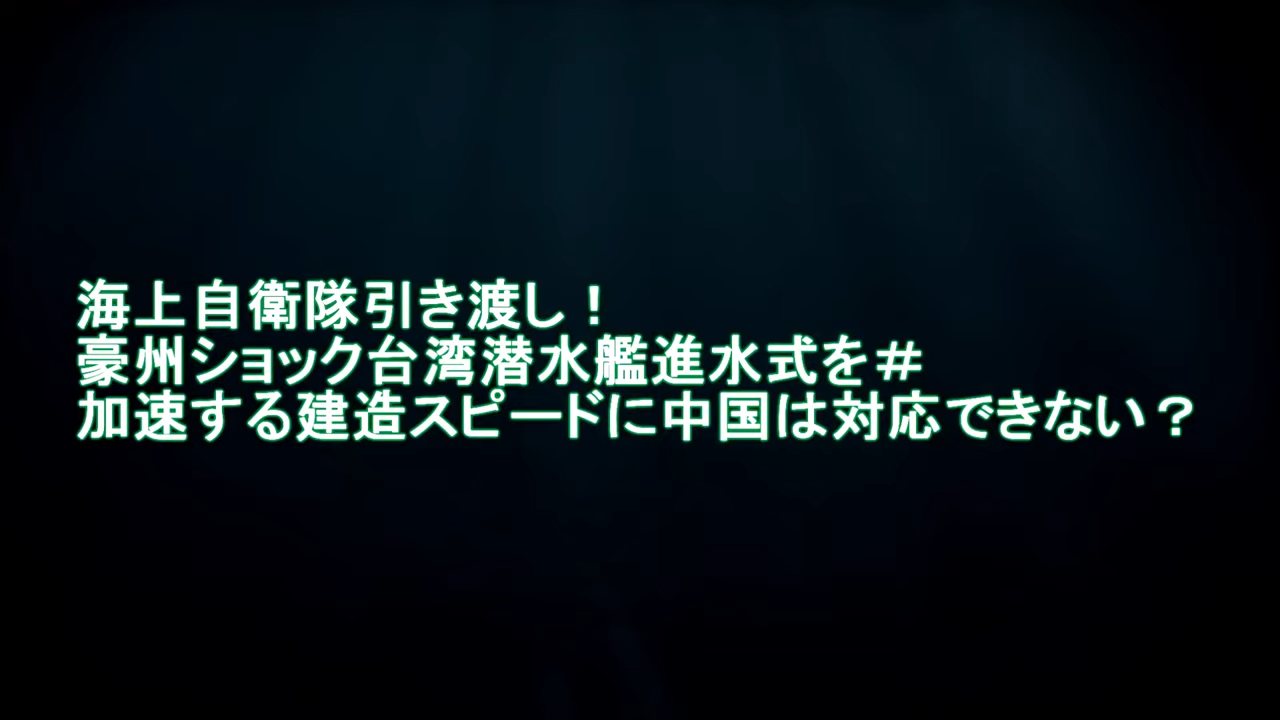 海上自衛隊引き渡し！
豪州ショック台湾潜水艦進水式を＃
加速する建造スピードに中国は対応できない？